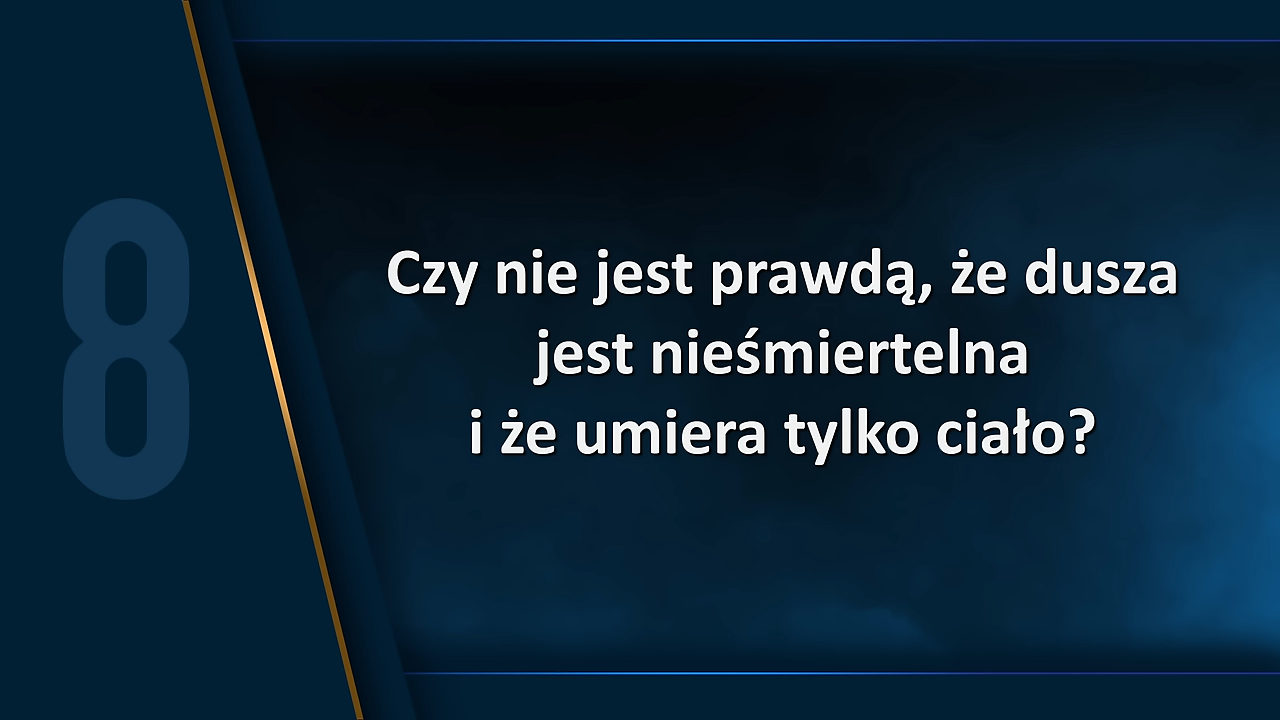 8
Czy nie jest prawdą, że dusza
jest nieśmiertelna
i że umiera tylko ciało?